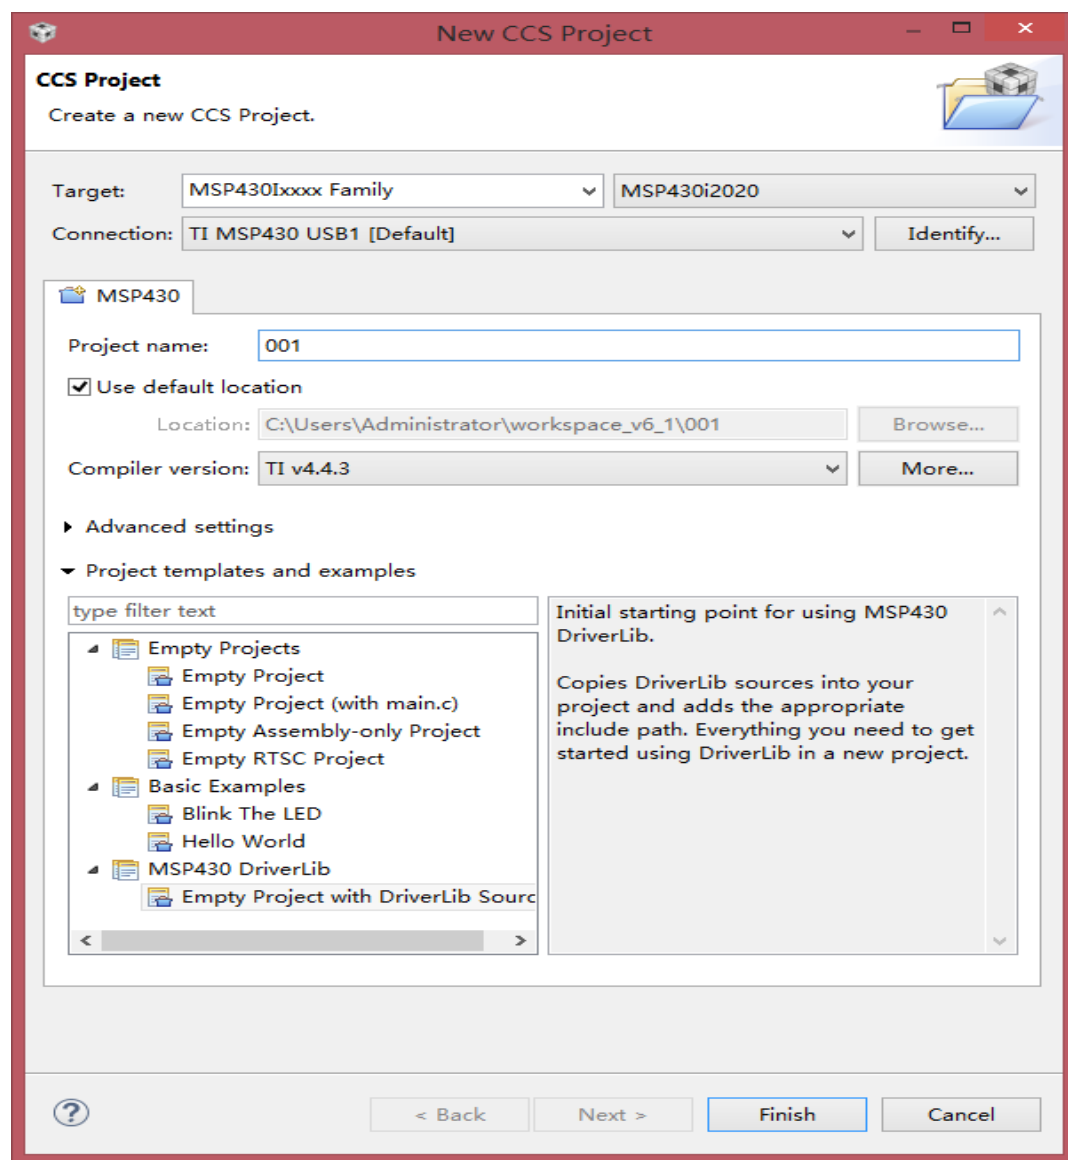 New CCS Project
CCS Project
Create a new CCS Project.
Target: MSP430Ixxxx Family MSP430i2020
Connection: TI MSP430 USB1 [Default] Identify...
MSP430
Project name: 001
Use default location
Location: C:\Users\Administrator\workspace_v6_1\001 Browse...
Compiler version: TI v4.4.3 More...
Advanced settings
Project templates and examples
type filter text
Empty Projects
Empty Project
Empty Project (with main.c)
Empty Assembly-only Project
Empty RTSC Project
Basic Examples
Blink The LED
Hello World
MSP430 DriverLib
Empty Project with DriverLib Sourc
Initial starting point for using MSP430
DriverLib.
Copies DriverLib sources into your
project and adds the appropriate
include path. Everything you need to get
started using DriverLib in a new project.
< Back Next > Finish Cancel